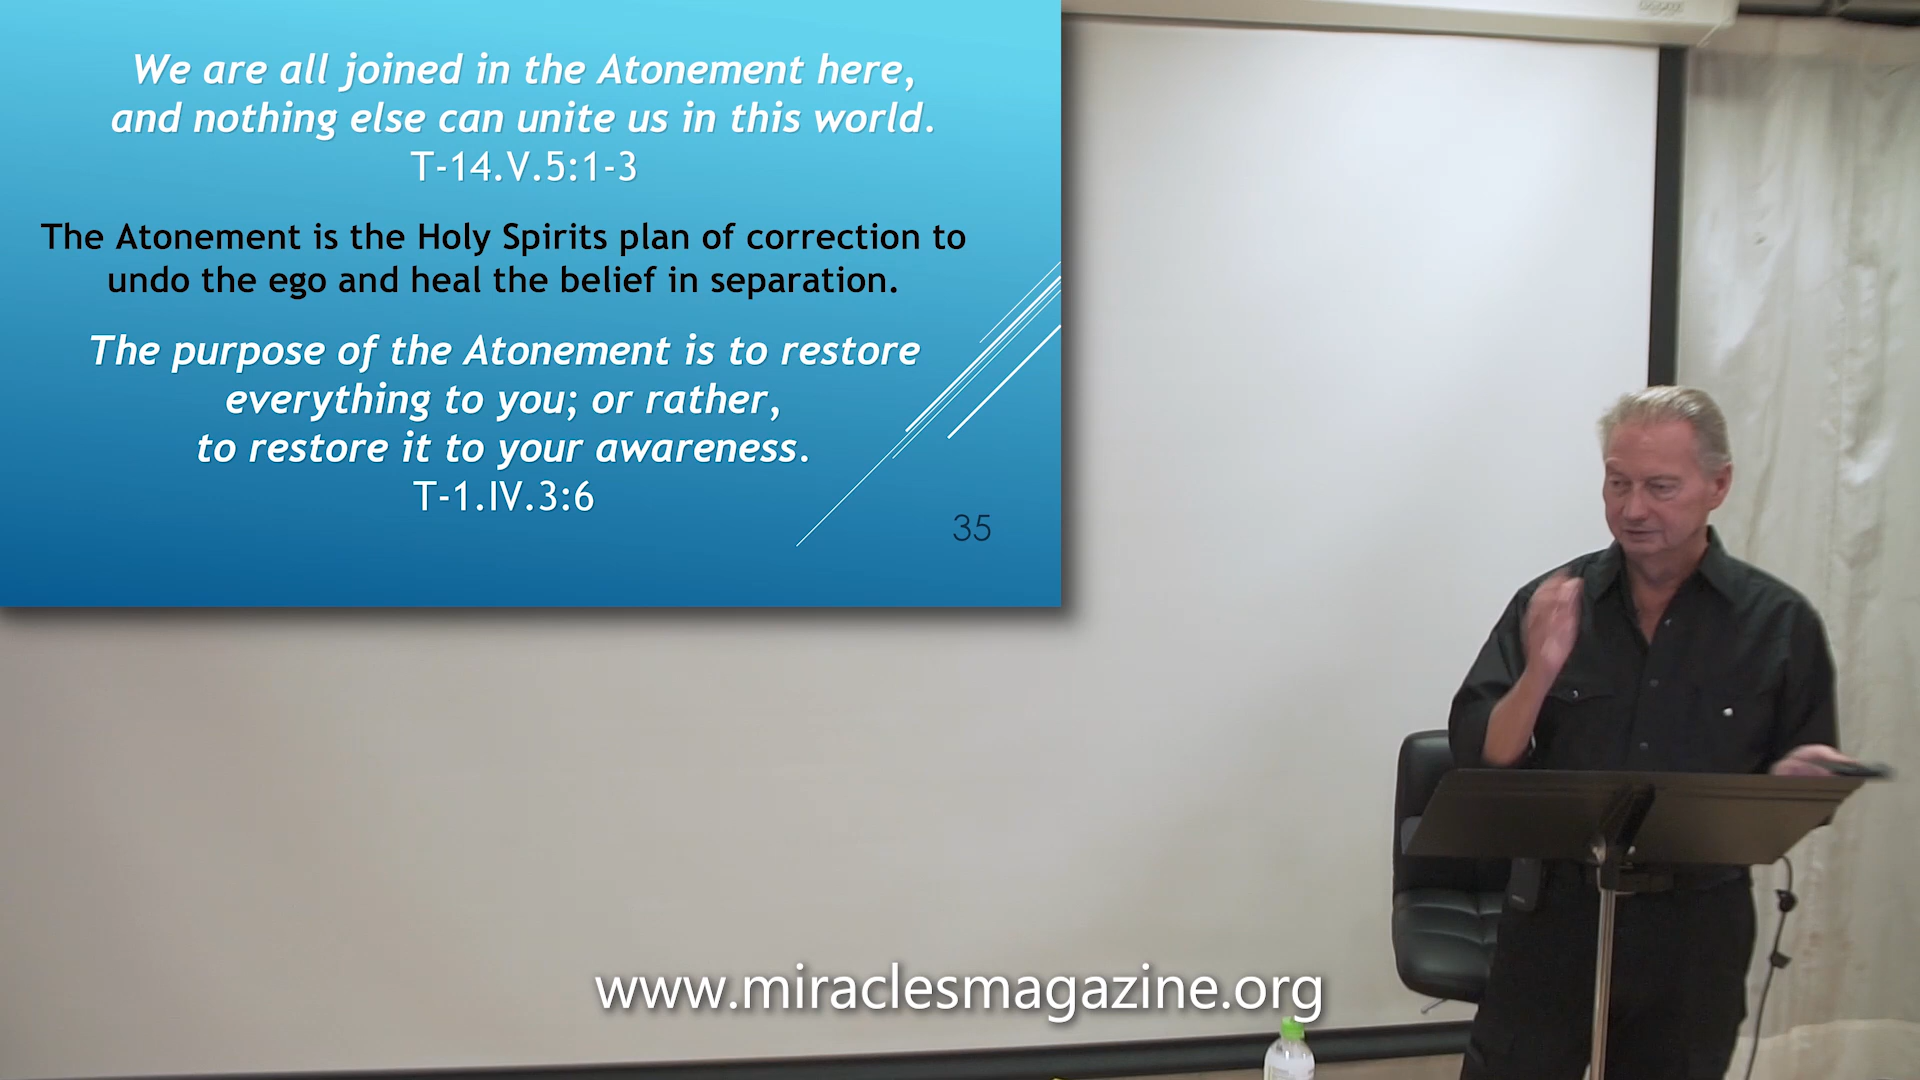 We are all joined in the Atonement here,
and nothing else can unite us in this world.
T-14.V.5:1-3
The Atonement is the Holy Spirits plan of correction to
undo the ego and heal the belief in separation.
The purpose of the Atonement is to restore
everything to you; or rather,
to restore it to your awareness.
T-1.IV.3:6
35
www.miraclesmagazine.org